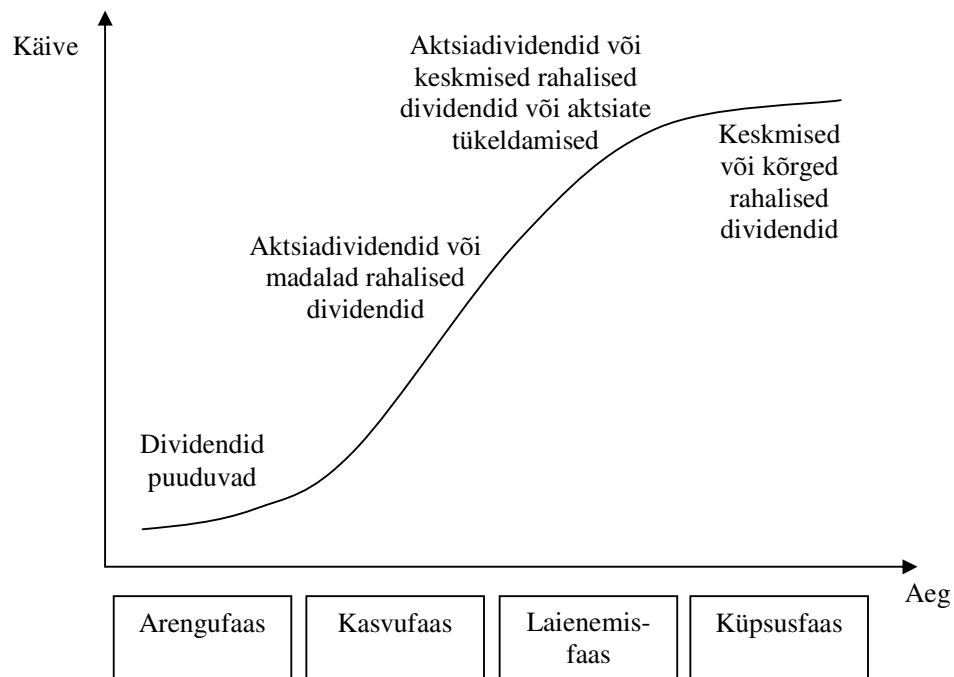 Käive
Aktsiadividendid või
keskmised rahalised
dividendid või aktsiate
tükeldamised
Keskmised
või kõrged
rahalised
dividendid
Aktsiadividendid või
madalad rahalised
dividendid
Dividendid
puuduvad
Aeg
Arengufaas
Kasvufaas
Laienemis-
faas
Küpsusfaas